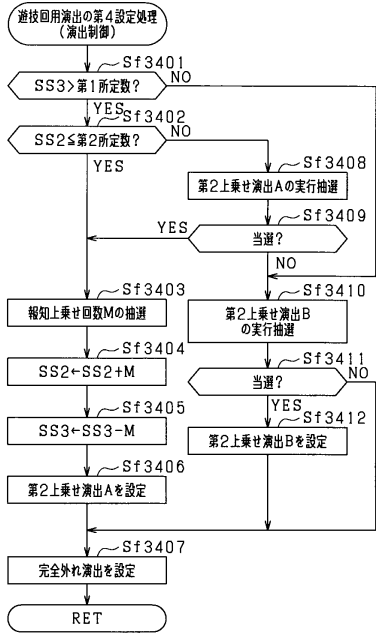 遊技回用演出の第4設定処理
(演出制御)
Sf3401
SS3>第1所定数?
NO
YES
Sf3402
SS2≦第2所定数?
NO
YES
Sf3408
第2上乗せ演出Aの実行抽選
Sf3409
当選?
YES
NO
Sf3403
報知上乗せ回数Mの抽選
Sf3410
第2上乗せ演出B
の実行抽選
Sf3404
SS2←SS2+M
Sf3411
当選?
NO
YES
Sf3405
SS3←SS3-M
Sf3412
第2上乗せ演出Bを設定
Sf3406
第2上乗せ演出Aを設定
Sf3407
完全外れ演出を設定
RET